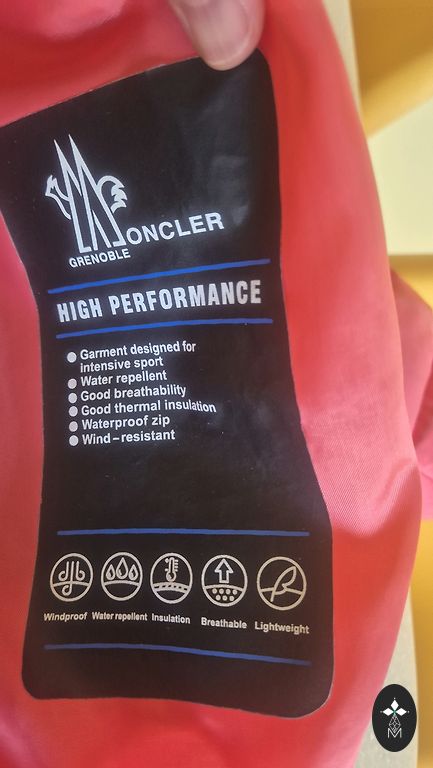 MONCLER
GRENOBLE
HIGH PERFORMANCE
● Garment designed for
intensive sport
● Water repellent
● Good breathability
● Good thermal insulation
● Waterproof zip
● Wind-resistant
Windproof Water repellent Insulation Breathable Lightweight
M